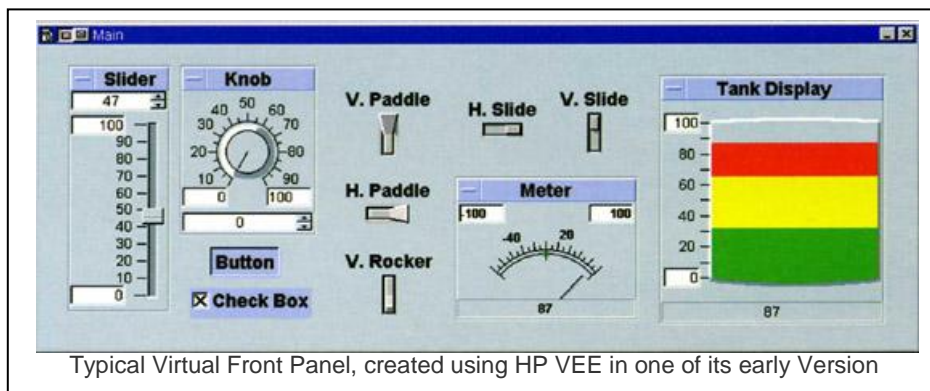 Main
Slider
47
100
90
80
70
60
50
40
30
20
10
0
Knob
40 50 60
30 70
20 80
10 90
0 100
0
Button
Check Box
V. Paddle
H. Paddle
V. Rocker
H. Slide
V. Slide
Meter
-100 100
-40 20
87
Tank Display
100
80
60
40
20
0
87
Typical Virtual Front Panel, created using HP VEE in one of its early Version